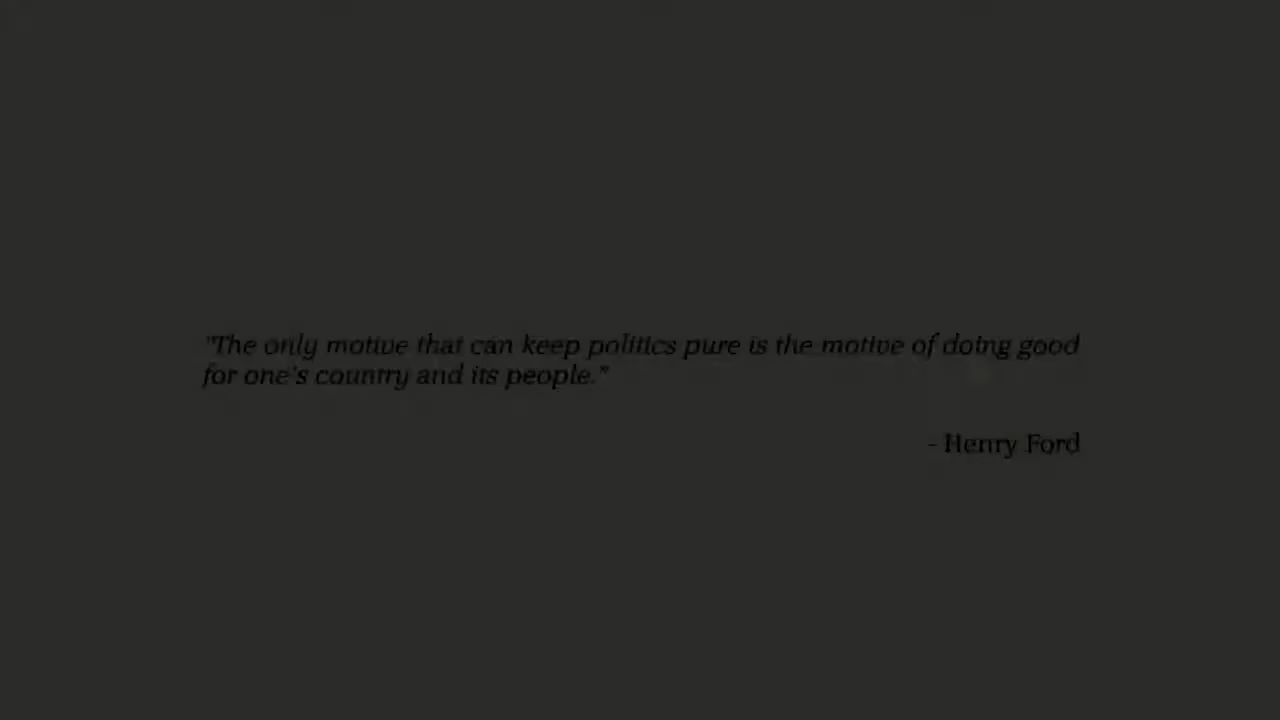 "The only motive that can keep politics pure is the motive of doing good
for one's country and its people."
- Henry Ford